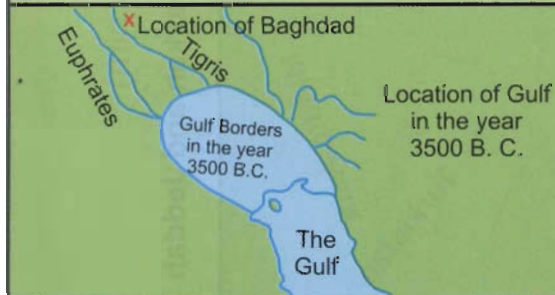 X Location of Baghdad
Euphrates
Tigris
Location of Gulf
in the year
3500 B. C.
Gulf Borders
in the year
3500 B.C.
The
Gulf